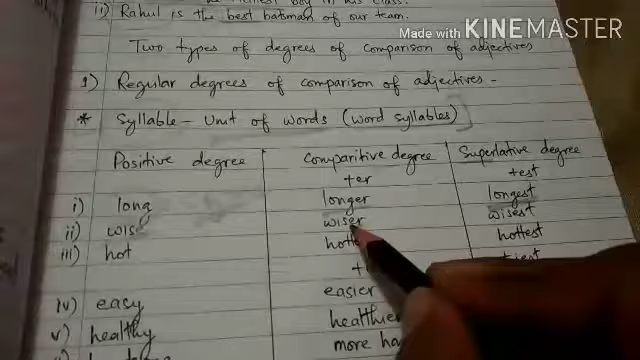 Made with KINEMASTER
ii) Rahul is the best batsman of our team.
Two types of degrees of comparison of adjectives
1) Regular degrees of comparison of adjectives -
* Syllable - Unit of words (word syllables)
Positive degree Comparitive degree Superlative degree
+er +est
i) long longer longest
ii) wise wiser wisest
iii) hot hottest
iv) easy easier
v) healthy healthier
more